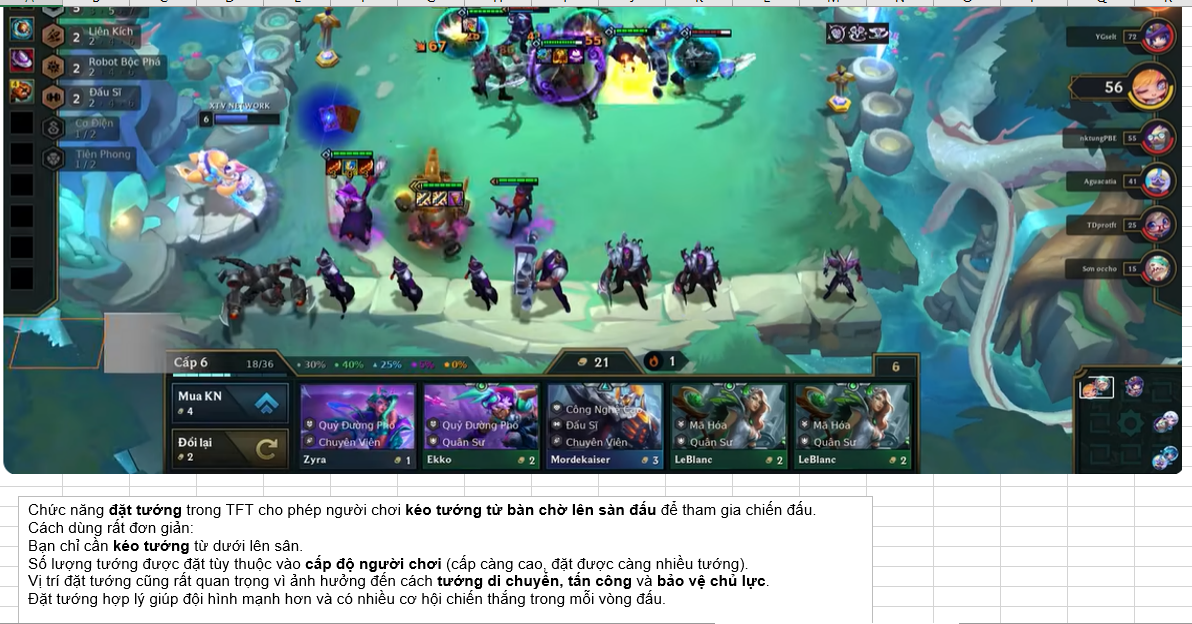 2 Liên Kích
2 Robot Bộc Phá
2 · 4 · 6
2 Đấu Sĩ
2 · 4 · 6
Cơ Điện
1 / 2
Tiên Phong
1 / 2
XTV NETWORK
6
67
55
YGselt 72
56
nktungPBE 55
Aguacatia 41
TDprotit 25
Sơn occho 15
Cấp 6 18/36
30% 40% 25% 0%
21
1
6
Mua KN
4
Đổi lại
2
Quỷ Đường Phố
Chuyên Viên
Zyra 1
Quỷ Đường Phố
Quân Sư
Ekko 2
Công Nghệ Cao
Đấu Sĩ
Chuyên Viên
Mordekaiser 3
Mã Hóa
Quân Sư
LeBlanc 2
Mã Hóa
Quân Sư
LeBlanc 2
Chức năng đặt tướng trong TFT cho phép người chơi kéo tướng từ bàn chờ lên sàn đấu để tham gia chiến đấu.
Cách dùng rất đơn giản:
Bạn chỉ cần kéo tướng từ dưới lên sân.
Số lượng tướng được đặt tùy thuộc vào cấp độ người chơi (cấp càng cao, đặt được càng nhiều tướng).
Vị trí đặt tướng cũng rất quan trọng vì ảnh hưởng đến cách tướng di chuyển, tấn công và bảo vệ chủ lực.
Đặt tướng hợp lý giúp đội hình mạnh hơn và có nhiều cơ hội chiến thắng trong mỗi vòng đấu.